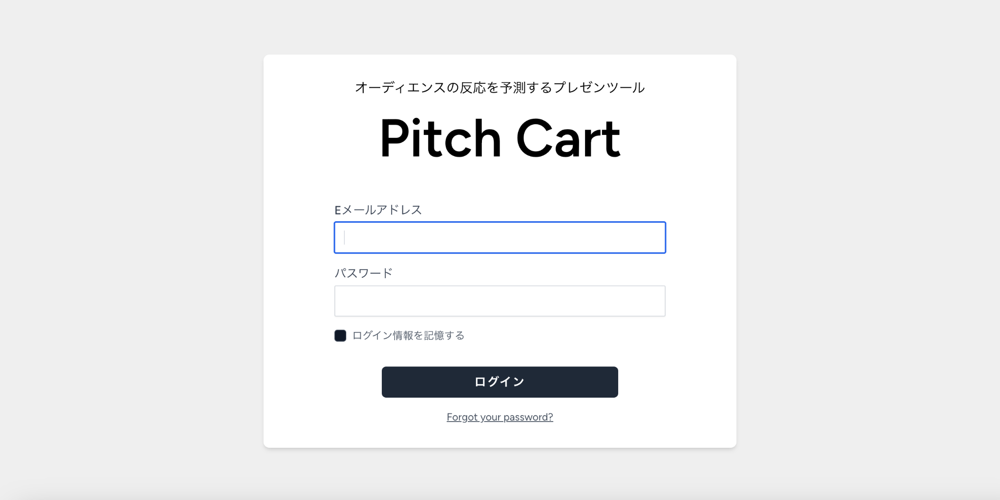 オーディエンスの反応を予測するプレゼンツール
Pitch Cart
Eメールアドレス
パスワード
ログイン情報を記憶する
ログイン
Forgot your password?